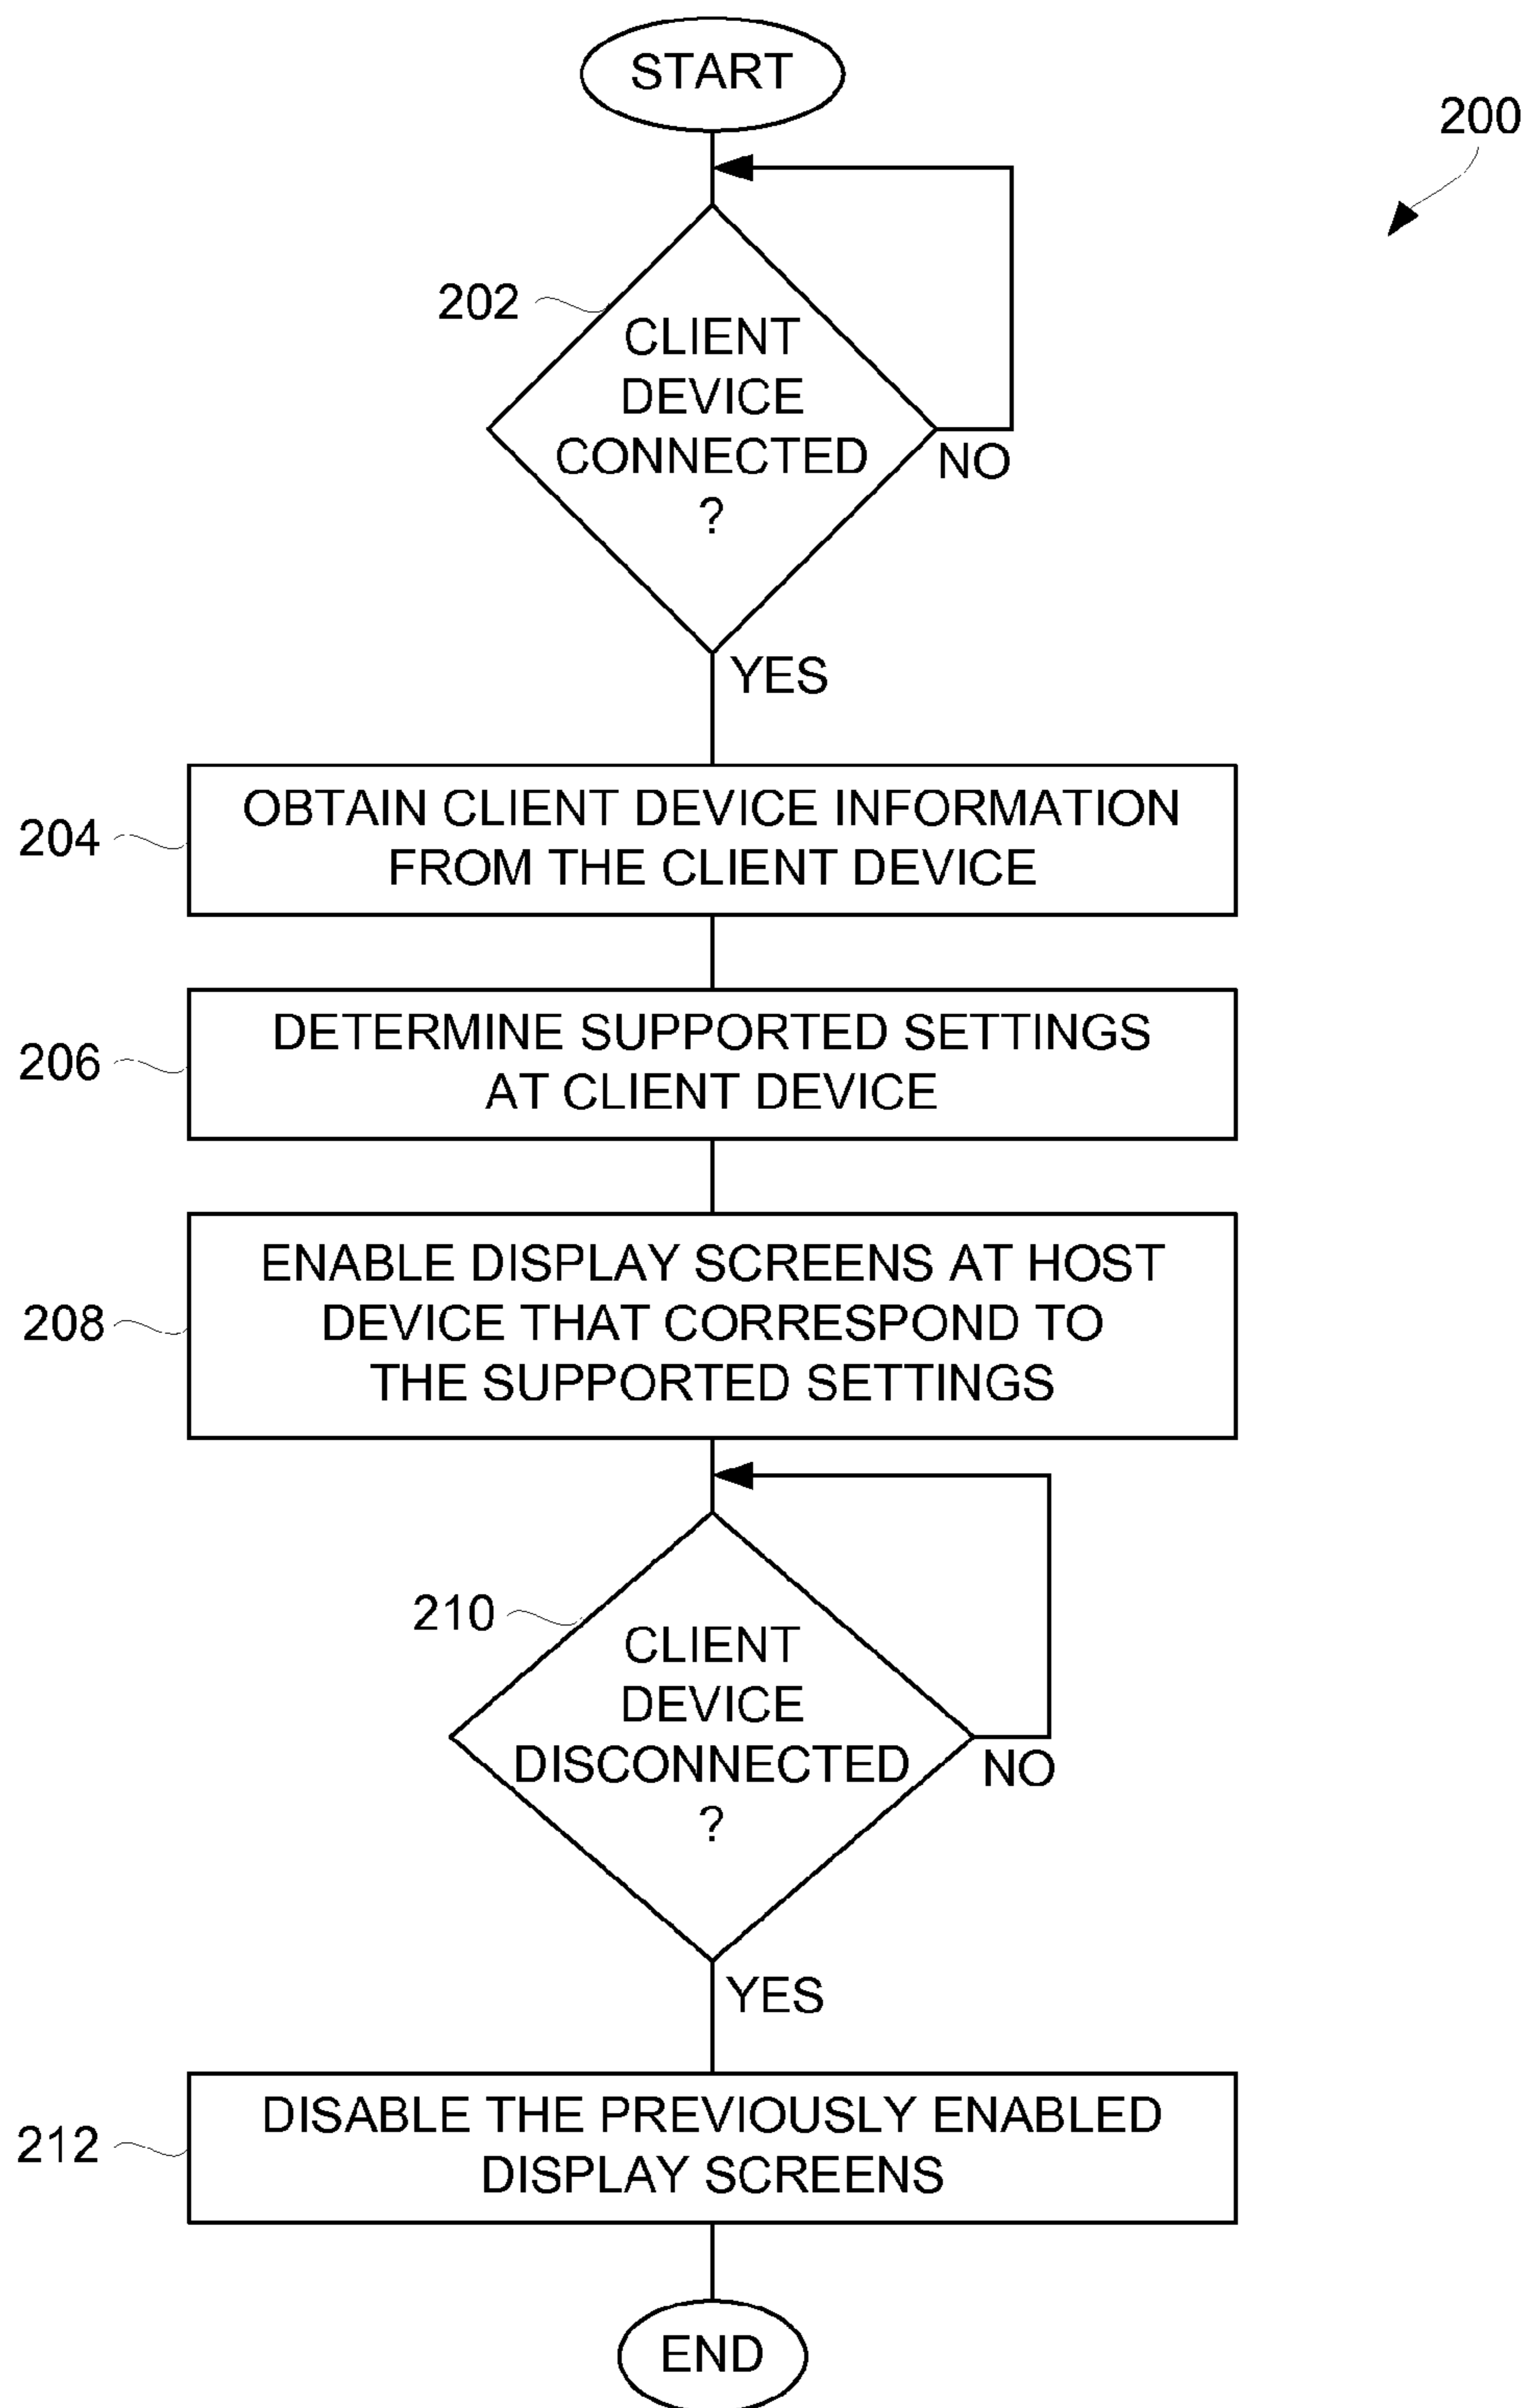 START
200
202
CLIENT
DEVICE
CONNECTED
?
NO
YES
204
OBTAIN CLIENT DEVICE INFORMATION
FROM THE CLIENT DEVICE
206
DETERMINE SUPPORTED SETTINGS
AT CLIENT DEVICE
208
ENABLE DISPLAY SCREENS AT HOST
DEVICE THAT CORRESPOND TO
THE SUPPORTED SETTINGS
210
CLIENT
DEVICE
DISCONNECTED
?
NO
YES
212
DISABLE THE PREVIOUSLY ENABLED
DISPLAY SCREENS
END